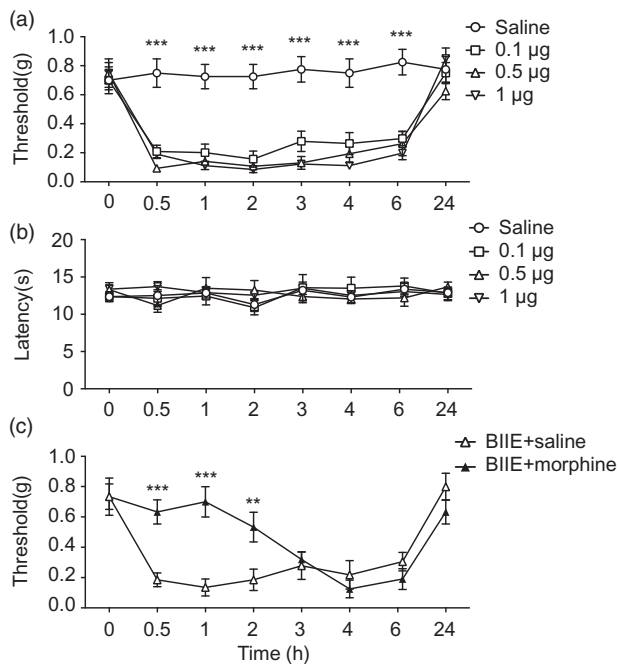 (a)
*** *** *** *** *** ***
Saline
0.1 µg
0.5 µg
1 µg
Threshold(g)
1.0
0.8
0.6
0.4
0.2
0.0
0 0.5 1 2 3 4 6 24
(b)
Saline
0.1 µg
0.5 µg
1 µg
Latency(s)
20
15
10
5
0
0 0.5 1 2 3 4 6 24
(c)
BIIE+saline
BIIE+morphine
*** *** **
Threshold(g)
1.0
0.8
0.6
0.4
0.2
0.0
0 0.5 1 2 3 4 6 24
Time (h)